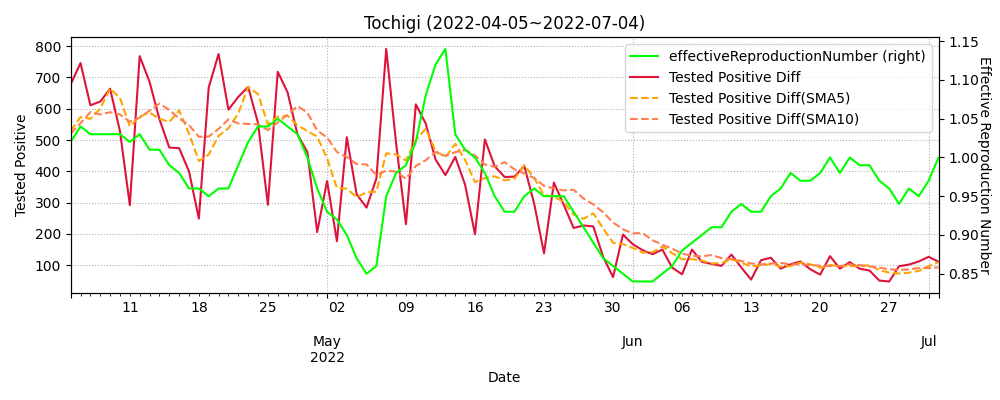 Tochigi (2022-04-05~2022-07-04)
effectiveReproductionNumber (right)
Tested Positive Diff
Tested Positive Diff(SMA5)
Tested Positive Diff(SMA10)
Tested Positive
800
700
600
500
400
300
200
100
1.15
1.10
1.05
1.00
0.95
0.90
0.85
Effective Reproduction Number
11 18 25 02 09 16 23 30 06 13 20 27
May Jun Jul
2022
Date